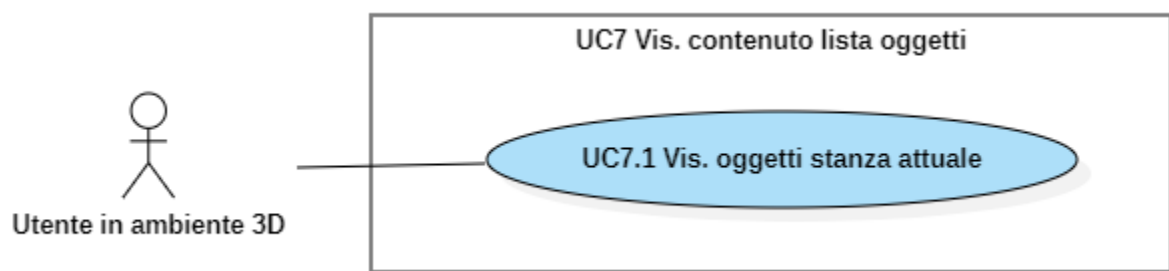 UC7 Vis. contenuto lista oggetti
UC7.1 Vis. oggetti stanza attuale
Utente in ambiente 3D